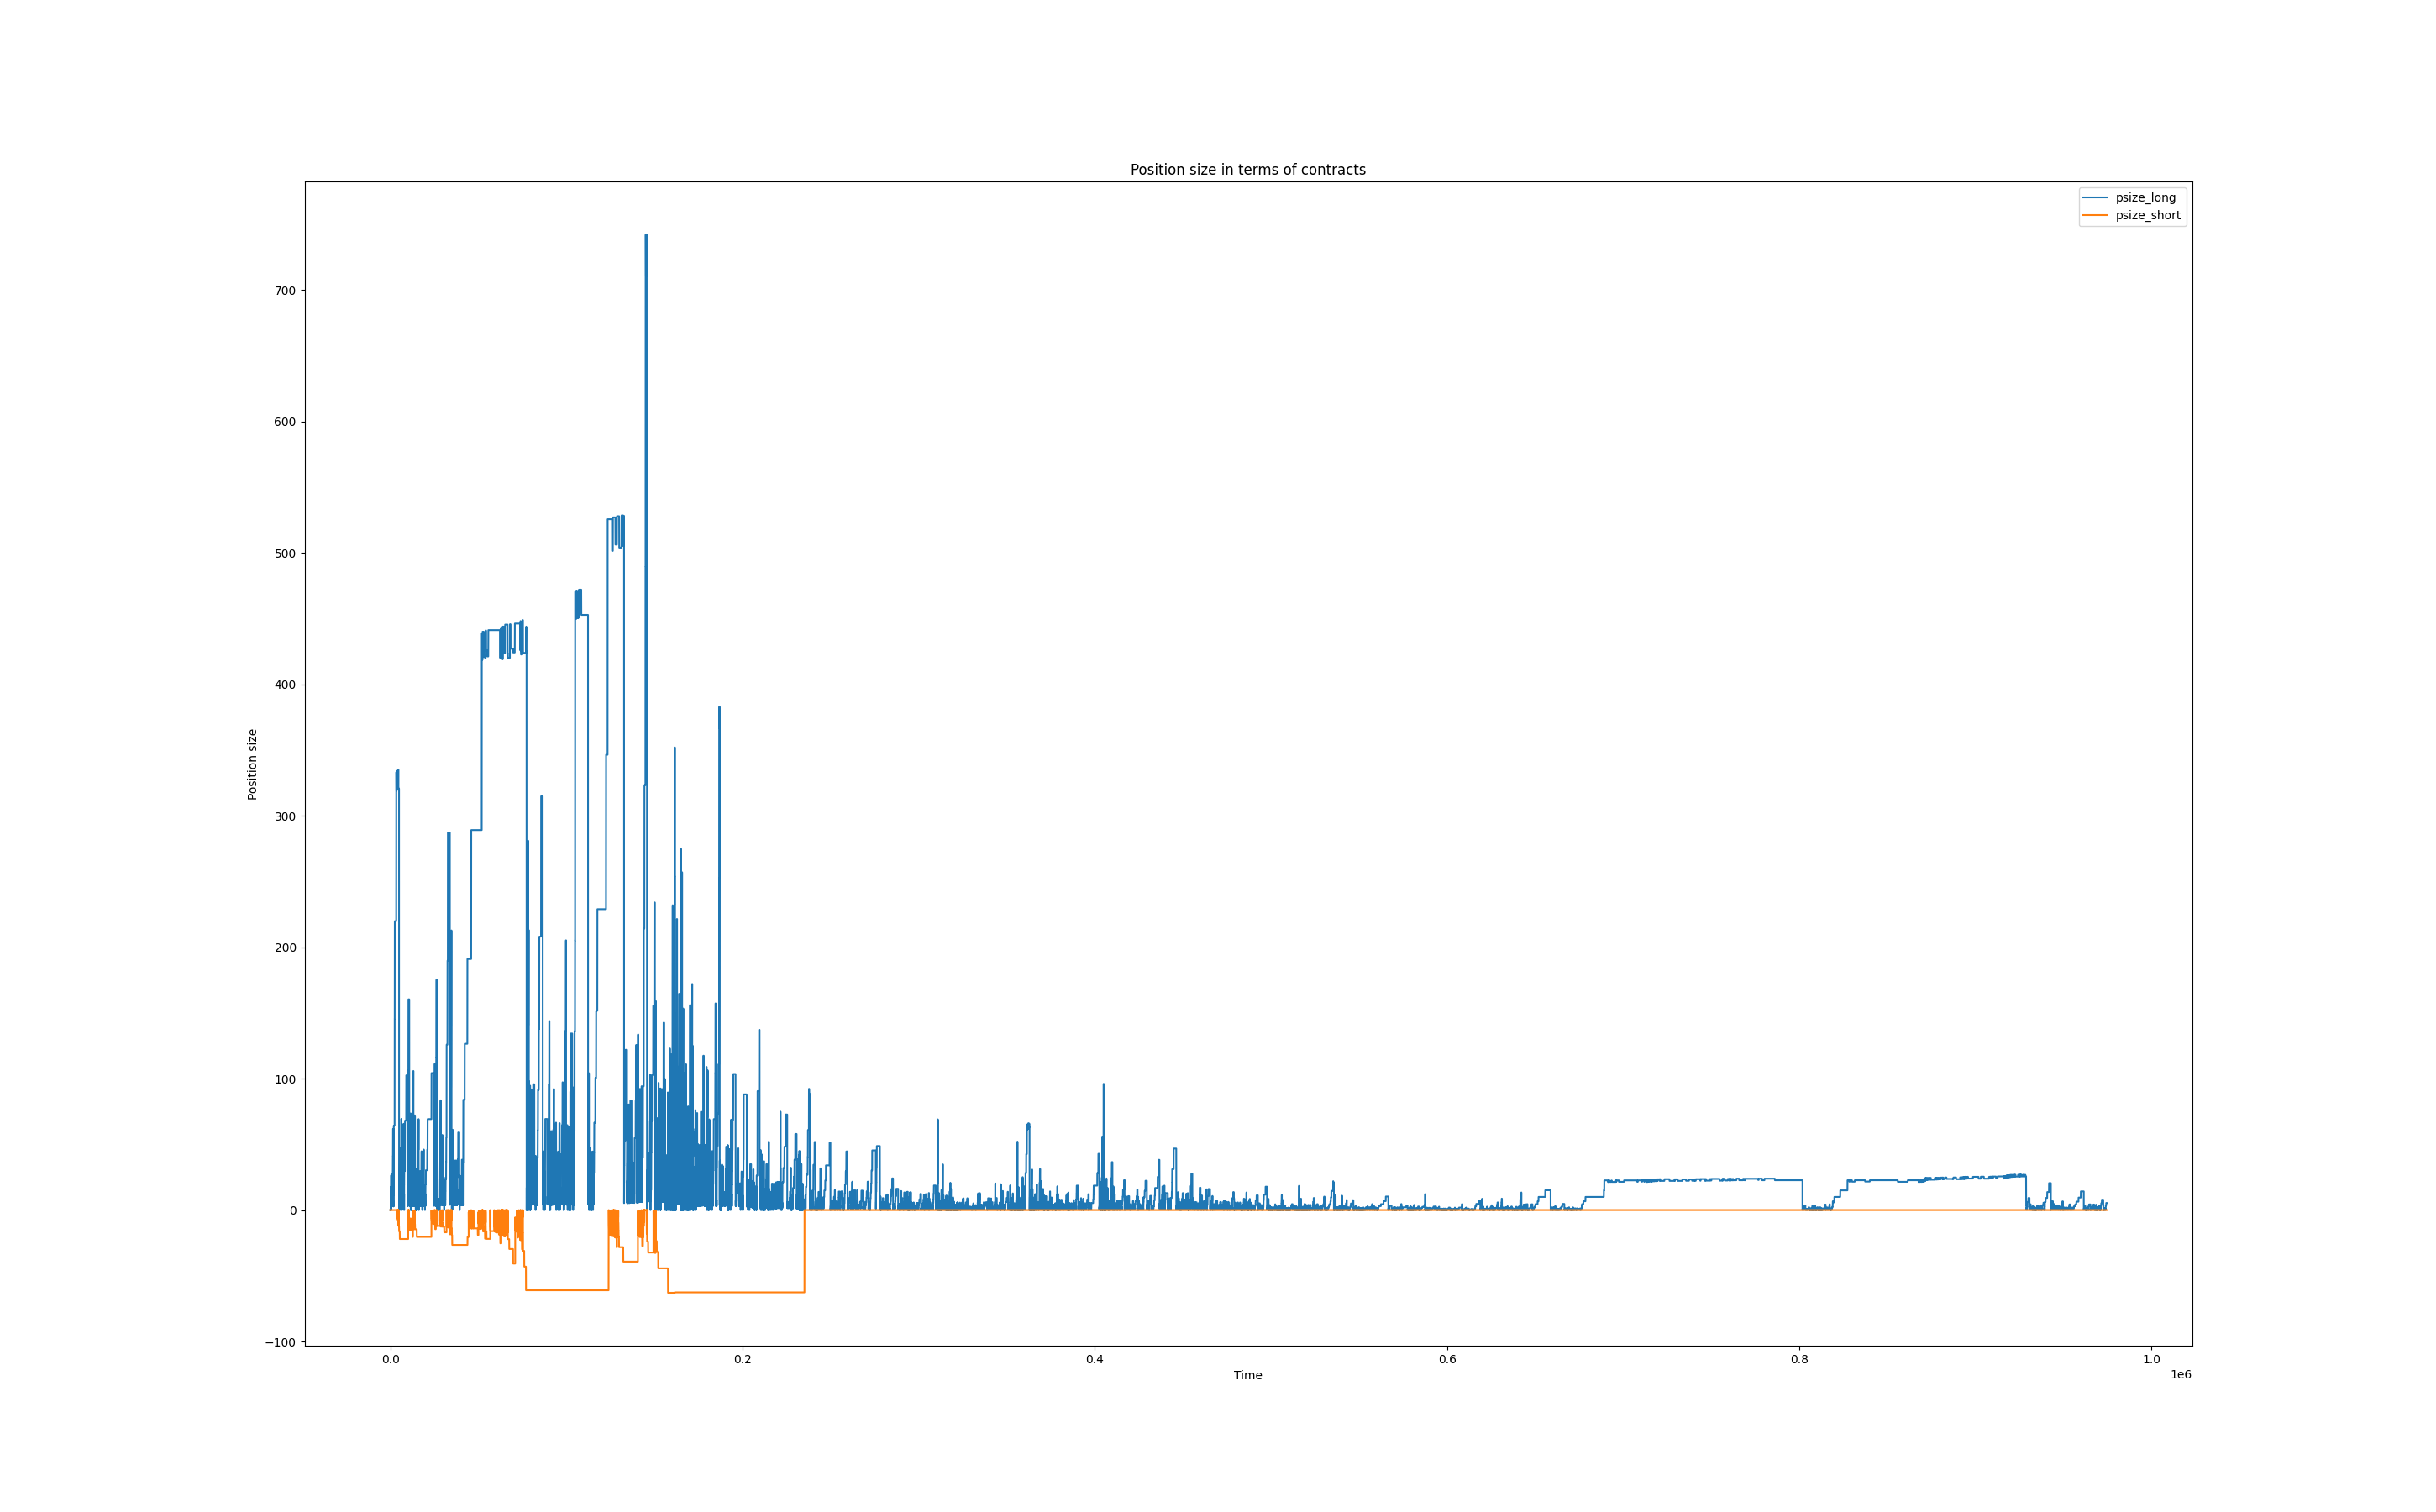 Position size in terms of contracts
psize_long
psize_short
700
600
500
400
300
200
100
0
−100
Position size
0.0
0.2
0.4
0.6
0.8
1.0
Time
1e6